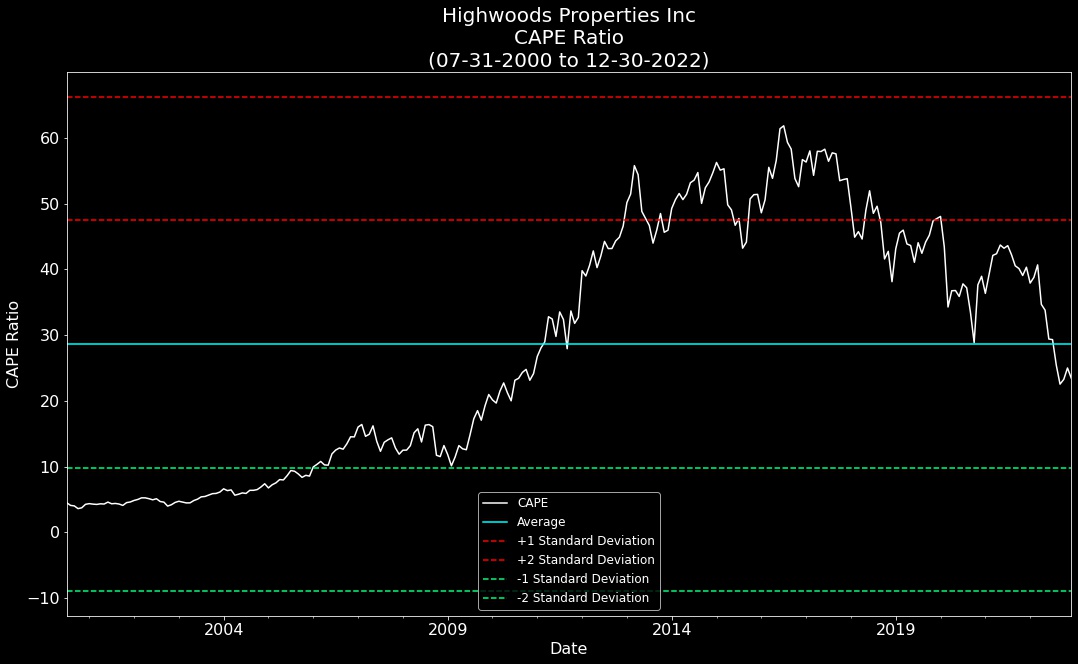 Highwoods Properties Inc
CAPE Ratio
(07-31-2000 to 12-30-2022)
60
50
40
30
20
10
0
−10
CAPE Ratio
CAPE
Average
+1 Standard Deviation
+2 Standard Deviation
-1 Standard Deviation
-2 Standard Deviation
2004
2009
2014
2019
Date